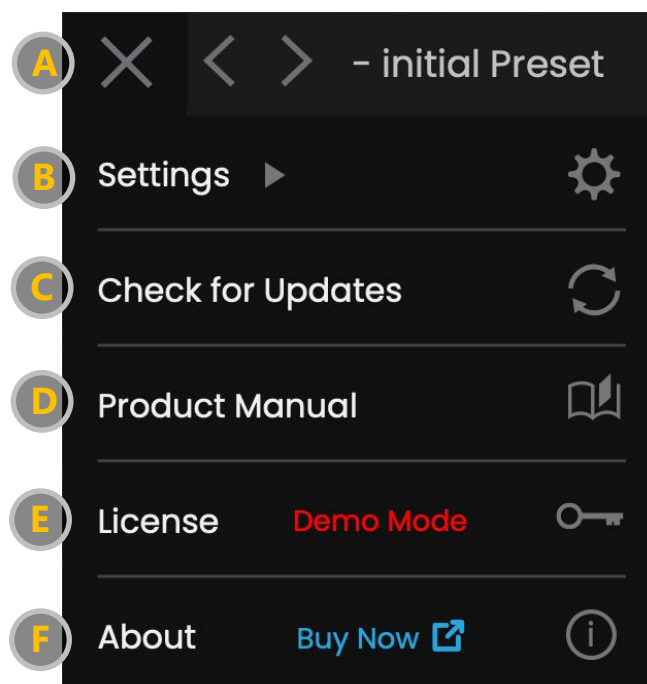 A - initial Preset
B Settings
C Check for Updates
D Product Manual
E License Demo Mode
F About Buy Now